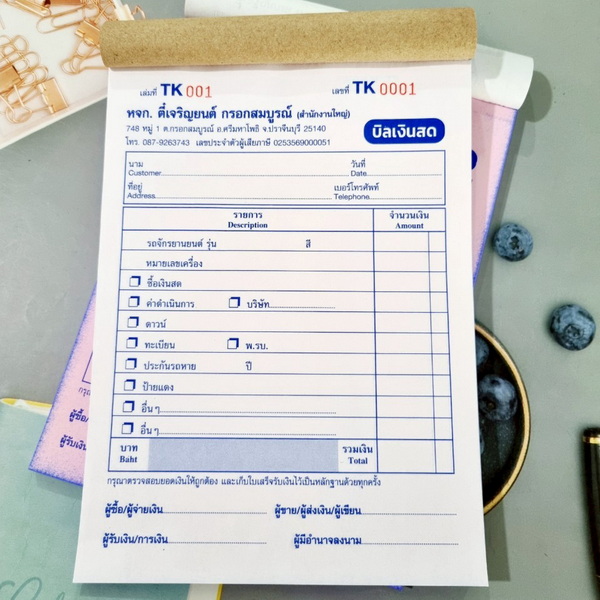 เล่มที่ TK 001 เลขที่ TK 0001
หจก. ตี๋เจริญยนต์ กรอกสมบูรณ์ (สำนักงานใหญ่)
748 หมู่ 1 ต.กรอกสมบูรณ์ อ.ศรีมหาโพธิ จ.ปราจีนบุรี 25140
บิลเงินสด
โทร. 087-9263743 เลขประจำตัวผู้เสียภาษี 0253569000051
นาม วันที่
Customer Date
ที่อยู่ เบอร์โทรศัพท์
Address Telephone
รายการ จำนวนเงิน
Description Amount
รถจักรยานยนต์ รุ่น สี
หมายเลขเครื่อง
ซื้อเงินสด
ค่าดำเนินการ บริษัท
ดาวน์
ทะเบียน พ.รบ.
ประกันรถหาย ปี
ป้ายแดง
อื่น ๆ
อื่น ๆ
บาท รวมเงิน
Baht Total
กรุณาตรวจสอบยอดเงินให้ถูกต้อง และเก็บใบเสร็จรับเงินไว้เป็นหลักฐานด้วยทุกครั้ง
ผู้ซื้อ/ผู้จ่ายเงิน ผู้ขาย/ผู้ส่งเงิน/ผู้เขียน
ผู้รับเงิน/การเงิน ผู้มีอำนาจลงนาม